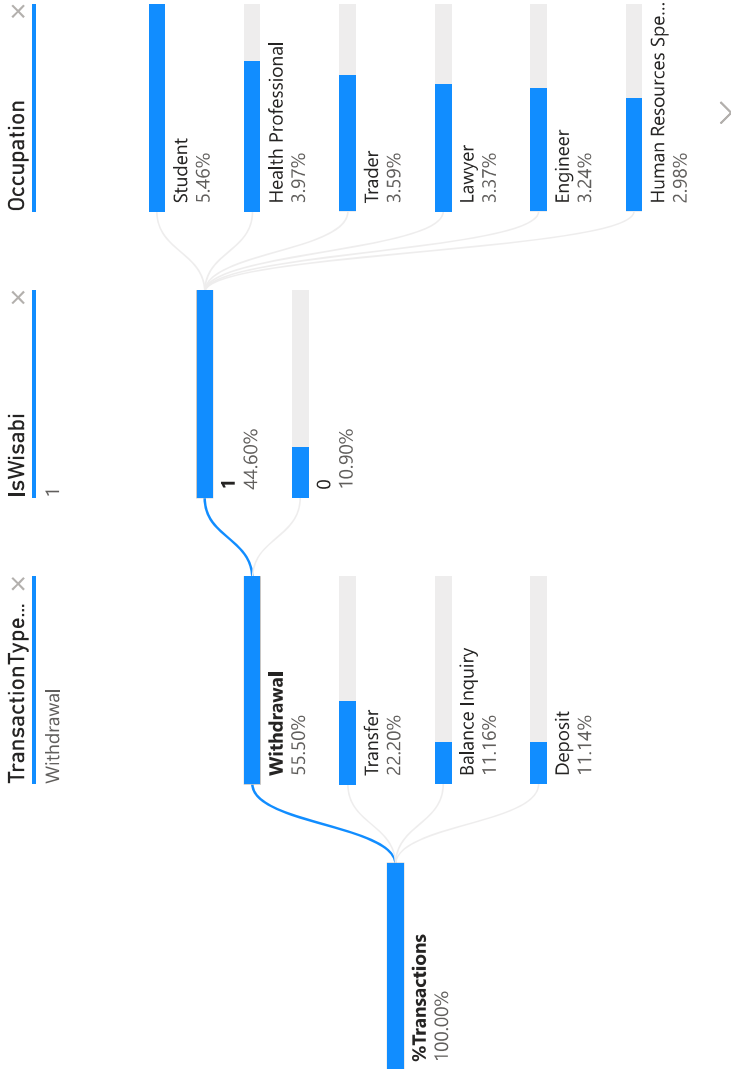 TransactionType...
Withdrawal
IsWisabi
1
Occupation
%Transactions
100.00%
Withdrawal
55.50%
Transfer
22.20%
Balance Inquiry
11.16%
Deposit
11.14%
1
44.60%
0
10.90%
Student
5.46%
Health Professional
3.97%
Trader
3.59%
Lawyer
3.37%
Engineer
3.24%
Human Resources Spe...
2.98%